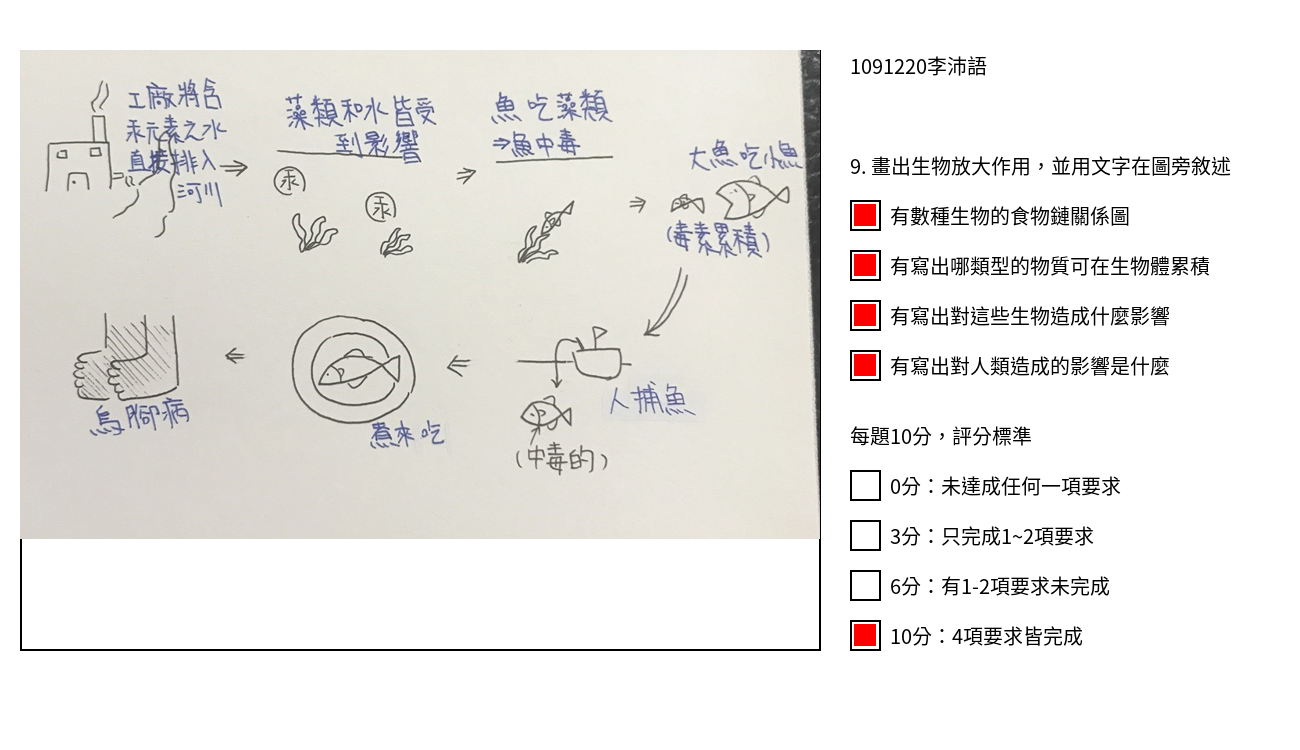 工廠將含
汞元素之水
直接排入
河川
藻類和水皆受
到影響
汞
汞
魚吃藻類
⇒魚中毒
大魚吃小魚
(毒素累積)
人捕魚
(中毒的)
煮來吃
烏腳病
1091220李沛語
9. 畫出生物放大作用，並用文字在圖旁敘述
有數種生物的食物鏈關係圖
有寫出哪類型的物質可在生物體累積
有寫出對這些生物造成什麼影響
有寫出對人類造成的影響是什麼
每題10分，評分標準
0分：未達成任何一項要求
3分：只完成1~2項要求
6分：有1-2項要求未完成
10分：4項要求皆完成